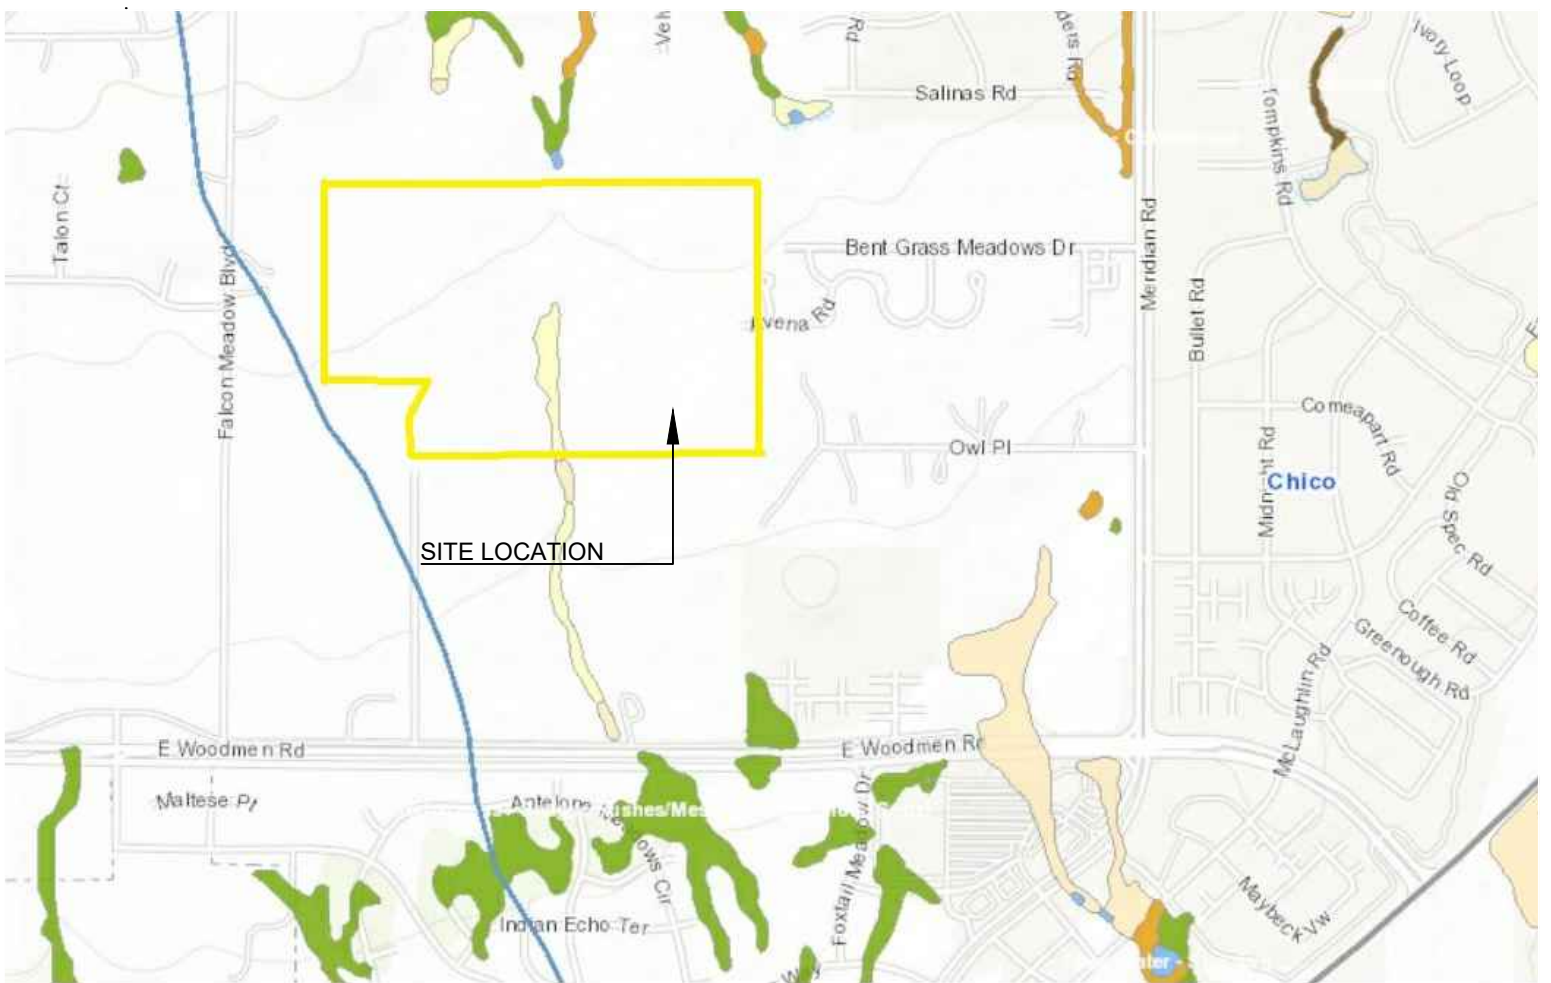 Salinas Rd
Ivory Loop
Tompkins Rd
Talon Ct
Falcon Meadow Blvd
Bent Grass Meadows Dr
Meridian Rd
Bullet Rd
Rd
Owl Pl
Comeapart Rd
Chico
Old Spec Rd
SITE LOCATION
Coffee Rd
Greenough Rd
McLaughlin Rd
E Woodmen Rd
E Woodmen Rd
Foxtail Meadow Dr
Indian Echo Ter
Maybeck Vw
Way